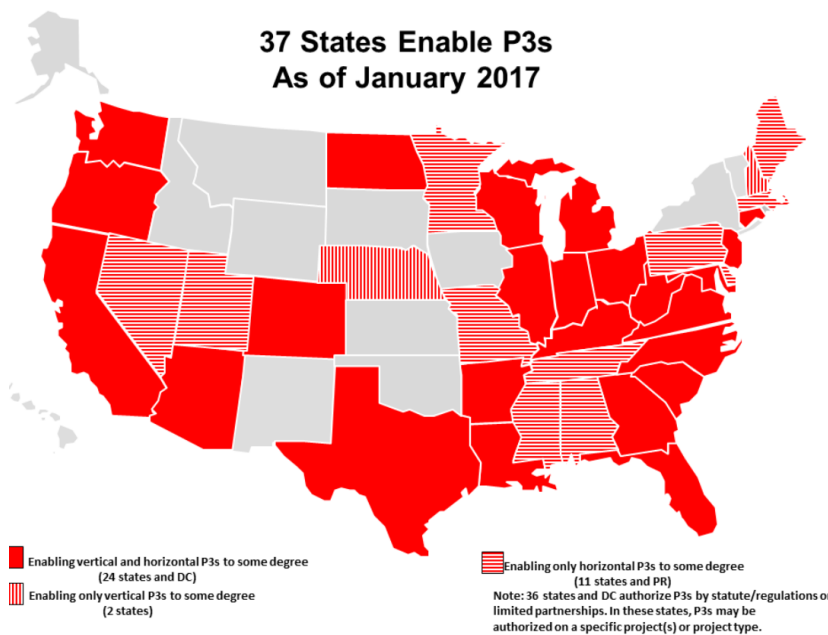 37 States Enable P3s
As of January 2017
Enabling vertical and horizontal P3s to some degree
(24 states and DC)
Enabling only vertical P3s to some degree
(2 states)
Enabling only horizontal P3s to some degree
(11 states and PR)
Note: 36 states and DC authorize P3s by statute/regulations or
limited partnerships. In these states, P3s may be
authorized on a specific project(s) or project type.